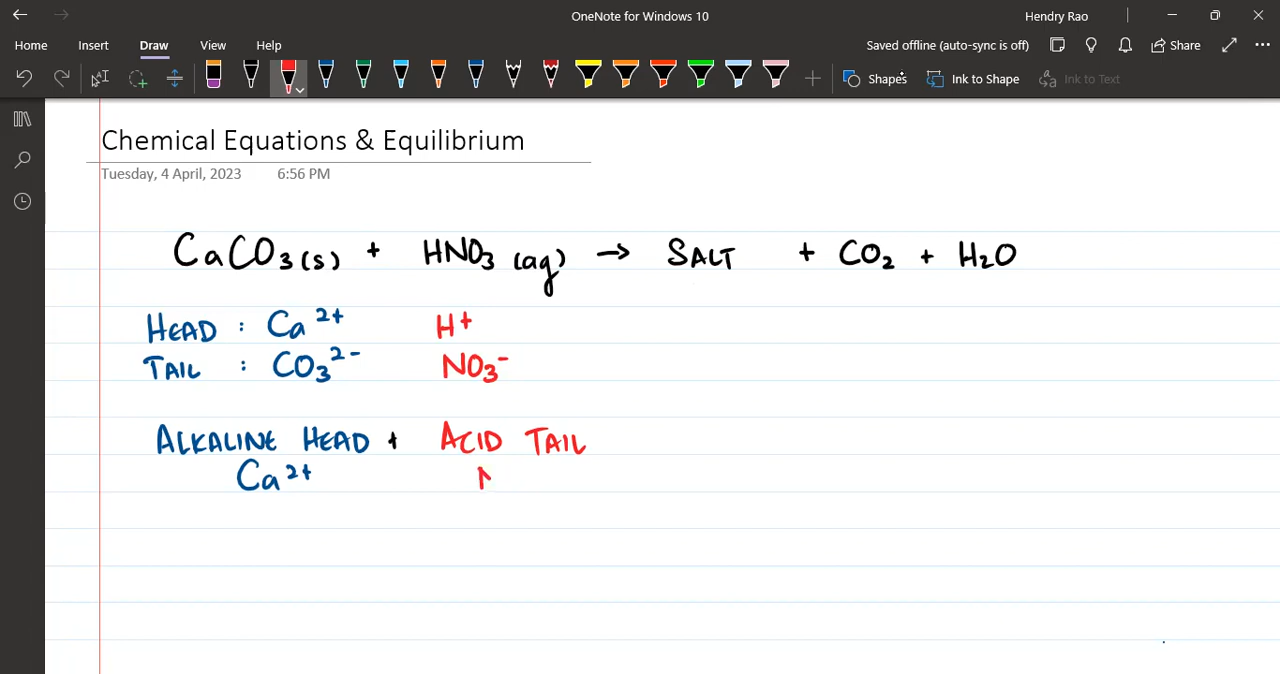 OneNote for Windows 10
Hendry Rao
Home Insert Draw View Help
Saved offline (auto-sync is off) Share
Shapes Ink to Shape Ink to Text
Chemical Equations & Equilibrium
Tuesday, 4 April, 2023 6:56 PM
CaCO₃(s) + HNO₃(aq) → SALT + CO₂ + H₂O
HEAD : Ca²⁺ H⁺
TAIL : CO₃²⁻ NO₃⁻
ALKALINE HEAD + ACID TAIL
Ca²⁺